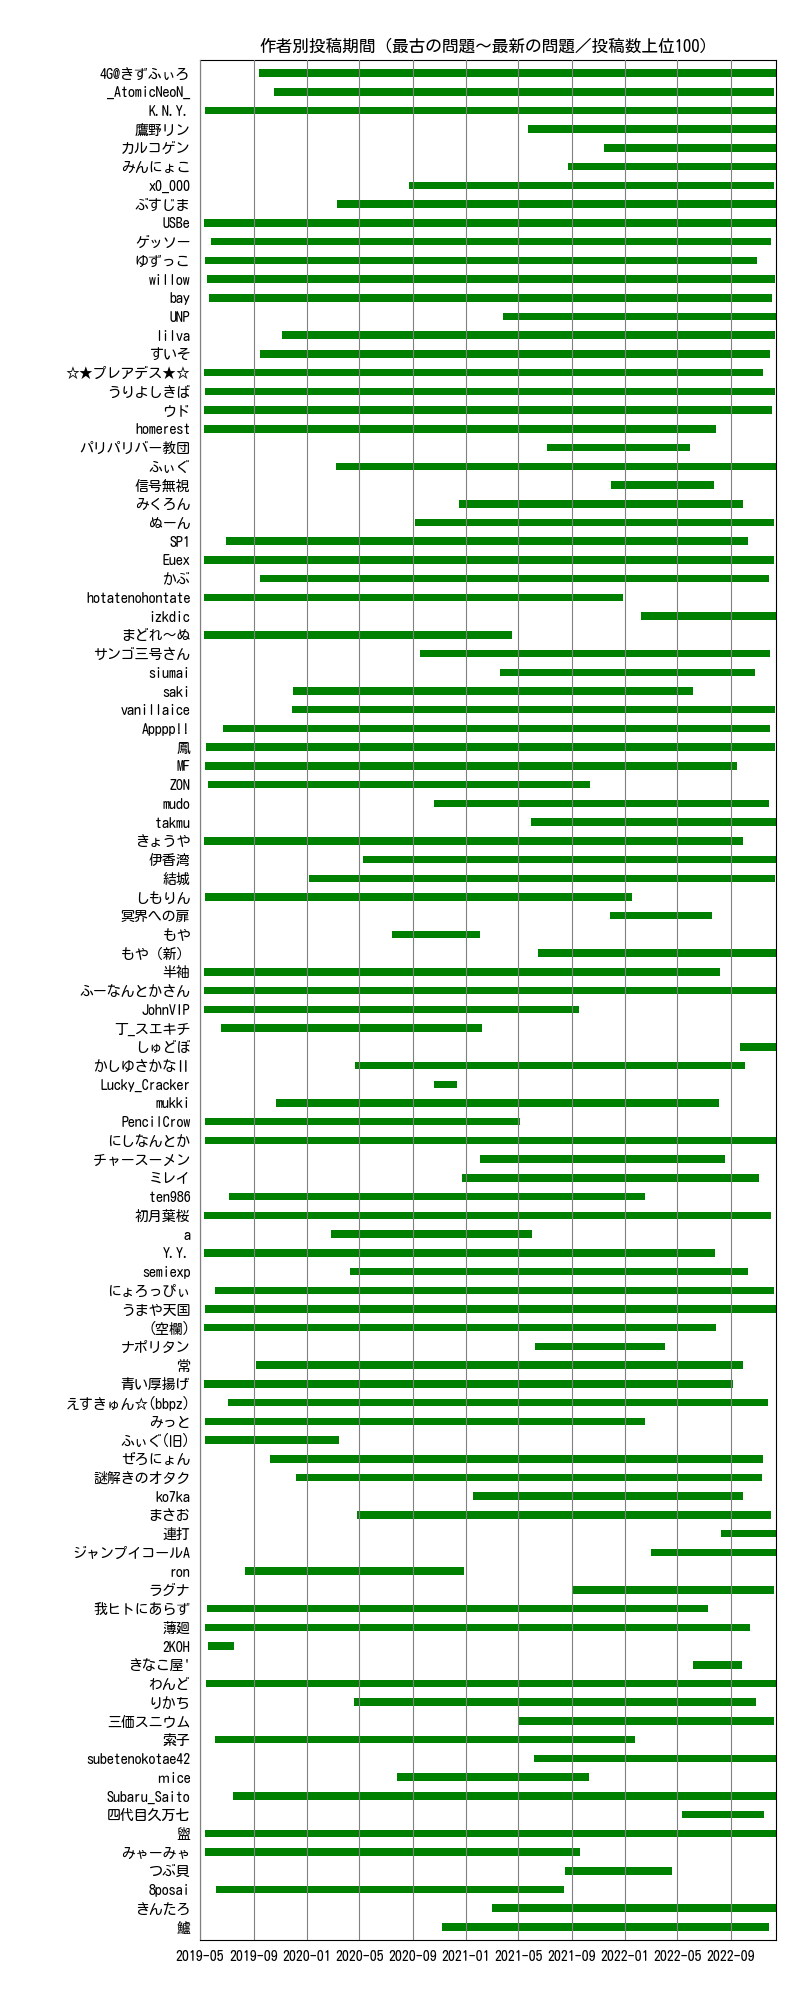 作者別投稿期間（最古の問題～最新の問題／投稿数上位100）
4G@きずふぃろ
_AtomicNeoN_
K.N.Y.
鷹野リン
カルコゲン
みんにょこ
x0_000
ぶすじま
USBe
ゲッソー
ゆずっこ
willow
bay
UNP
lilva
すいそ
☆★プレアデス★☆
うりよしきば
ウド
homerest
パリパリバー教団
ふぃぐ
信号無視
みくろん
ぬーん
SP1
Euex
かぶ
hotatenohontate
izkdic
まどれ～ぬ
サンゴ三号さん
siumai
saki
vanillaice
Appppll
鳳
MF
ZON
mudo
takmu
きょうや
伊香湾
結城
しもりん
冥界への扉
もや
もや（新）
半袖
ふーなんとかさん
JohnVIP
丁_スエキチ
しゅどぼ
かしゆさかなⅡ
Lucky_Cracker
mukki
PencilCrow
にしなんとか
チャースーメン
ミレイ
ten986
初月葉桜
a
Y.Y.
semiexp
にょろっぴぃ
うまや天国
(空欄)
ナポリタン
常
青い厚揚げ
えすきゅん☆(bbpz)
みっと
ふぃぐ(旧)
ぜろにょん
謎解きのオタク
ko7ka
まさお
連打
ジャンプイコールA
ron
ラグナ
我ヒトにあらず
薄廻
2KOH
きなこ屋'
わんど
りかち
三価スニウム
索子
subetenokotae42
mice
Subaru_Saito
四代目久万七
盥
みゃーみゃ
つぶ貝
8posai
きんたろ
鱸
2019-05 2019-09 2020-01 2020-05 2020-09 2021-01 2021-05 2021-09 2022-01 2022-05 2022-09